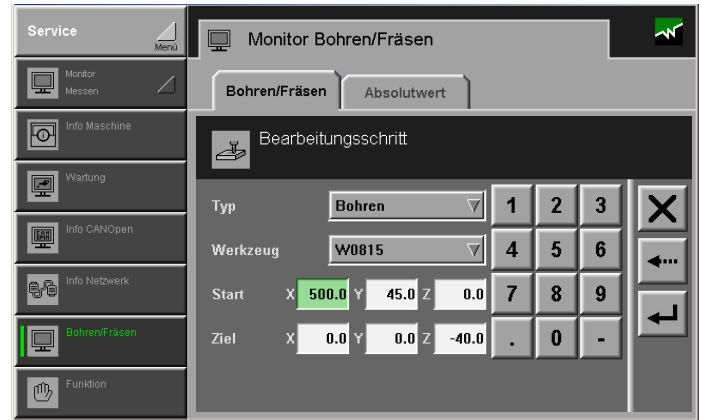 Service
Menü
Monitor Bohren/Fräsen
Monitor
Messen
Bohren/Fräsen Absolutwert
Info Maschine
Bearbeitungsschritt
Wartung
Typ Bohren 1 2 3
Info CANOpen
CAN
OPEN
Werkzeug W0815 4 5 6
Info Netzwerk
Start X 500.0 Y 45.0 Z 0.0 7 8 9
Bohren/Fräsen
Ziel X 0.0 Y 0.0 Z -40.0 . 0 -
Funktion